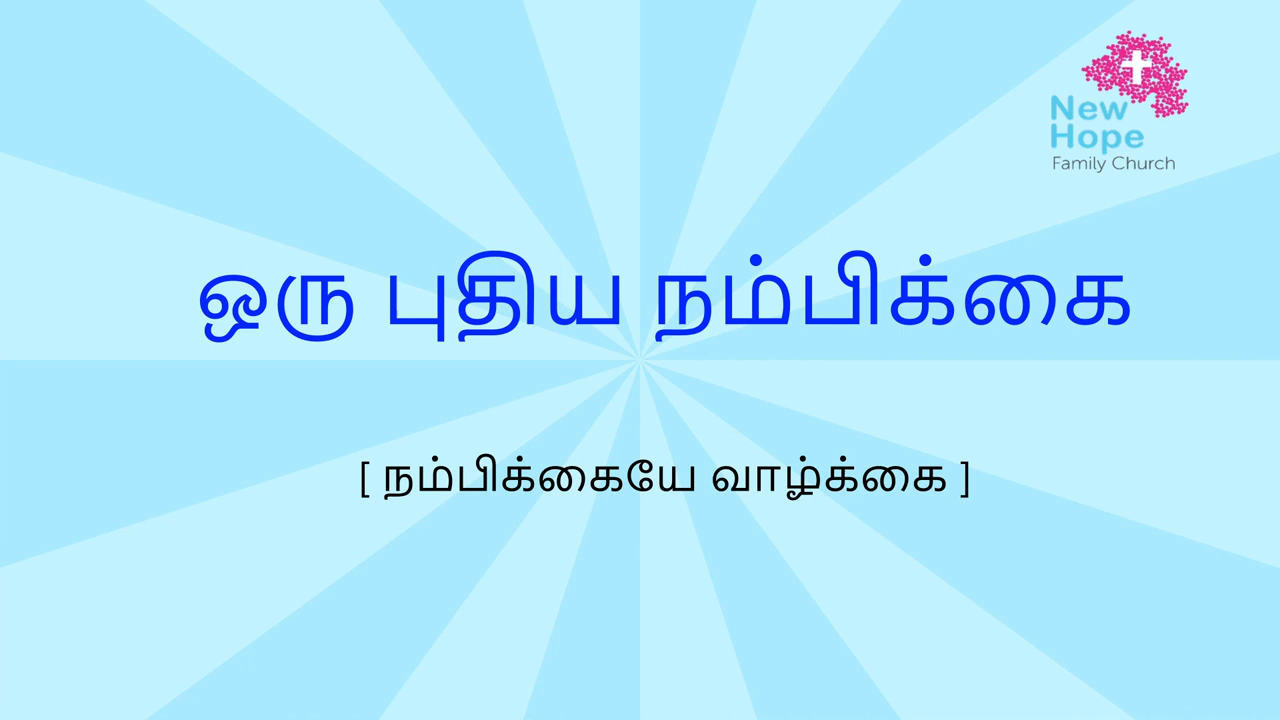 New
Hope
Family Church
ஒரு புதிய நம்பிக்கை
[ நம்பிக்கையே வாழ்க்கை ]